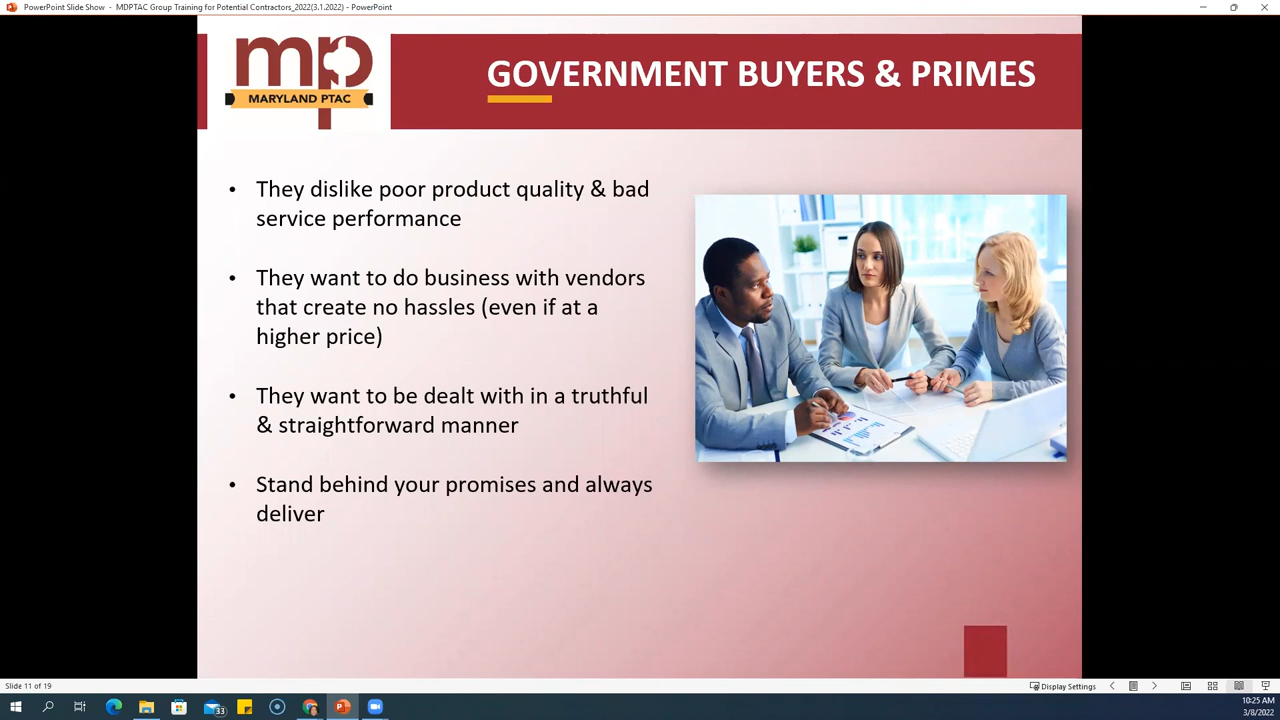 PowerPoint Slide Show - MDPTAC Group Training for Potential Contractors_2022(3.1.2022) - PowerPoint
mp
MARYLAND PTAC
GOVERNMENT BUYERS & PRIMES
• They dislike poor product quality & bad
service performance
• They want to do business with vendors
that create no hassles (even if at a
higher price)
• They want to be dealt with in a truthful
& straightforward manner
• Stand behind your promises and always
deliver
Slide 11 of 19
Display Settings
33
10:25 AM
3/8/2022